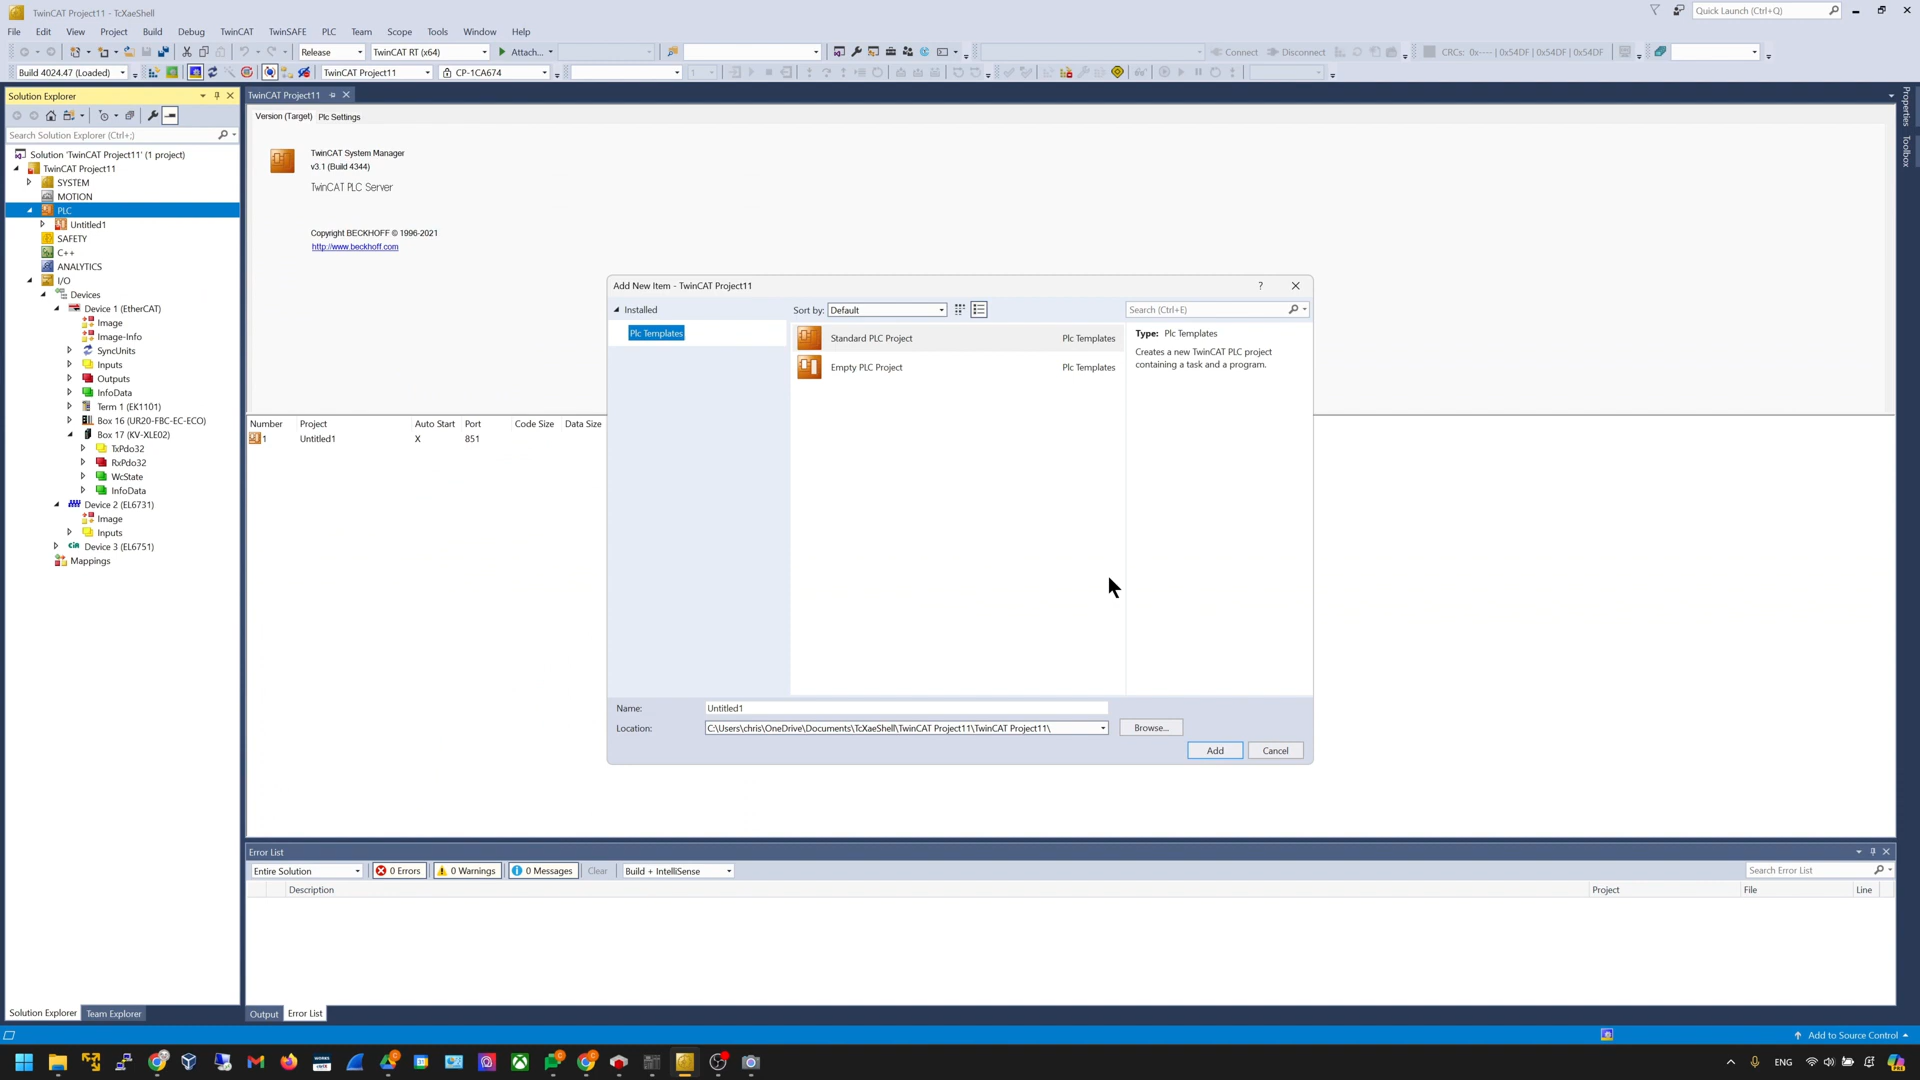 TwinCAT Project11 - TcXaeShell
Quick Launch (Ctrl+Q)
File Edit View Project Build Debug TwinCAT TwinSAFE PLC Team Scope Tools Window Help
Release TwinCAT RT (x64) Attach... Connect Disconnect CRCs: 0x---- | 0x54DF | 0x54DF | 0x54DF
Build 4024.47 (Loaded) TwinCAT Project11 CP-1CA674 1
Solution Explorer
TwinCAT Project11
Properties
Toolbox
Search Solution Explorer (Ctrl+;)
Solution 'TwinCAT Project11' (1 project)
TwinCAT Project11
SYSTEM
MOTION
PLC
Untitled1
SAFETY
C++
ANALYTICS
I/O
Devices
Device 1 (EtherCAT)
Image
Image-Info
SyncUnits
Inputs
Outputs
InfoData
Term 1 (EK1101)
Box 16 (UR20-FBC-EC-ECO)
Box 17 (KV-XLE02)
TxPdo32
RxPdo32
WcState
InfoData
Device 2 (EL6731)
Image
Inputs
Device 3 (EL6751)
Mappings
Solution Explorer Team Explorer
Version (Target) Plc Settings
TwinCAT System Manager
v3.1 (Build 4344)
TwinCAT PLC Server
Copyright BECKHOFF © 1996-2021
http://www.beckhoff.com
Number Project Auto Start Port Code Size Data Size
1 Untitled1 X 851
Add New Item - TwinCAT Project11
?
Installed
Plc Templates
Sort by: Default
Search (Ctrl+E)
Standard PLC Project Plc Templates
Empty PLC Project Plc Templates
Type: Plc Templates
Creates a new TwinCAT PLC project
containing a task and a program.
Name: Untitled1
Location: C:\Users\chris\OneDrive\Documents\TcXaeShell\TwinCAT Project11\TwinCAT Project11\ Browse...
Add Cancel
Error List
Entire Solution 0 Errors 0 Warnings 0 Messages Clear Build + IntelliSense Search Error List
Description Project File Line
Output Error List
Add to Source Control
ENG